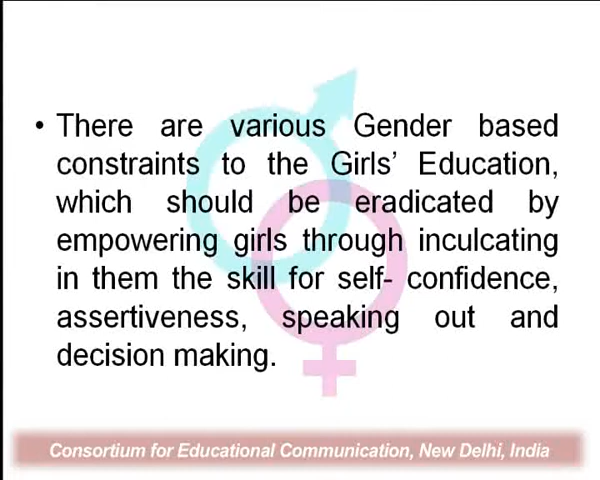 • There are various Gender based
constraints to the Girls’ Education,
which should be eradicated by
empowering girls through inculcating
in them the skill for self- confidence,
assertiveness, speaking out and
decision making.
Consortium for Educational Communication, New Delhi, India